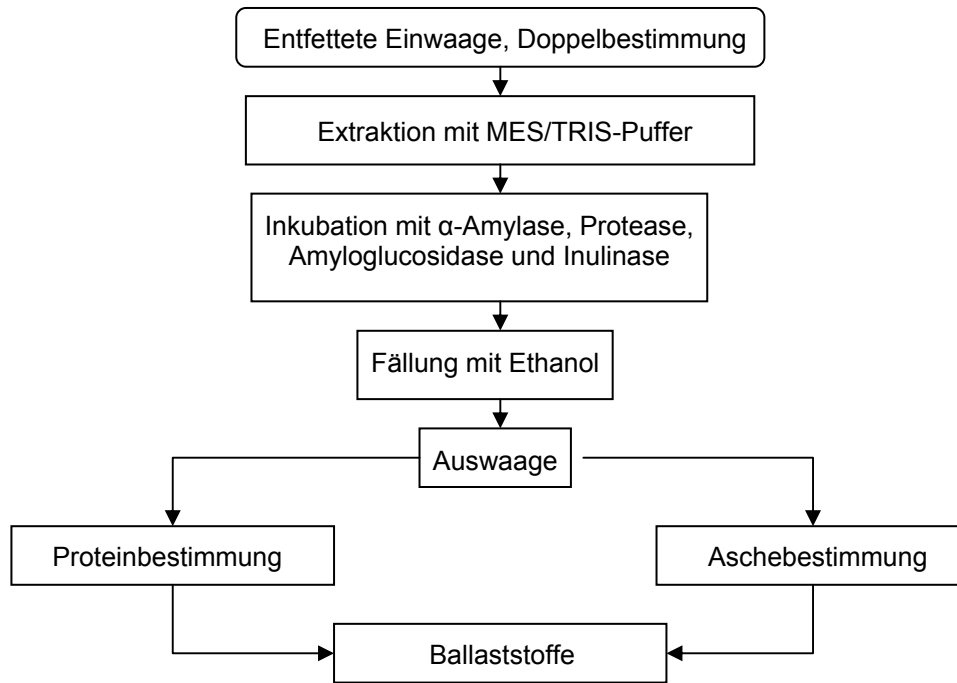 Entfettete Einwaage, Doppelbestimmung
Extraktion mit MES/TRIS-Puffer
Inkubation mit α-Amylase, Protease,
Amyloglucosidase und Inulinase
Fällung mit Ethanol
Auswaage
Proteinbestimmung
Aschebestimmung
Ballaststoffe